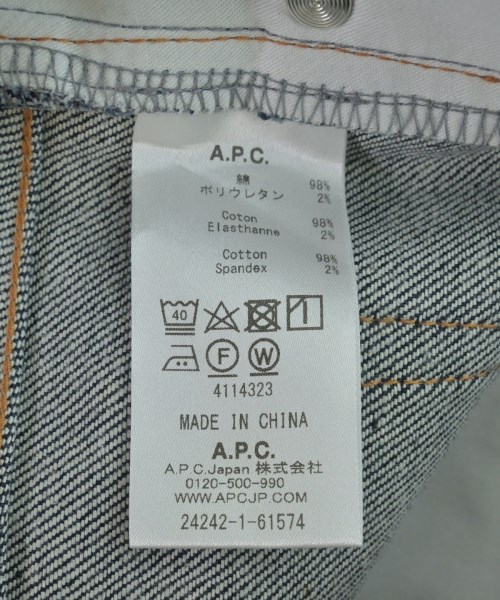 A.P.C.
綿 98%
ポリウレタン 2%
Coton 98%
Elasthanne 2%
Cotton 98%
Spandex 2%
40
F W
4114323
MADE IN CHINA
A.P.C.
A.P.C.Japan 株式会社
0120-500-990
WWW.APCJP.COM
24242-1-61574